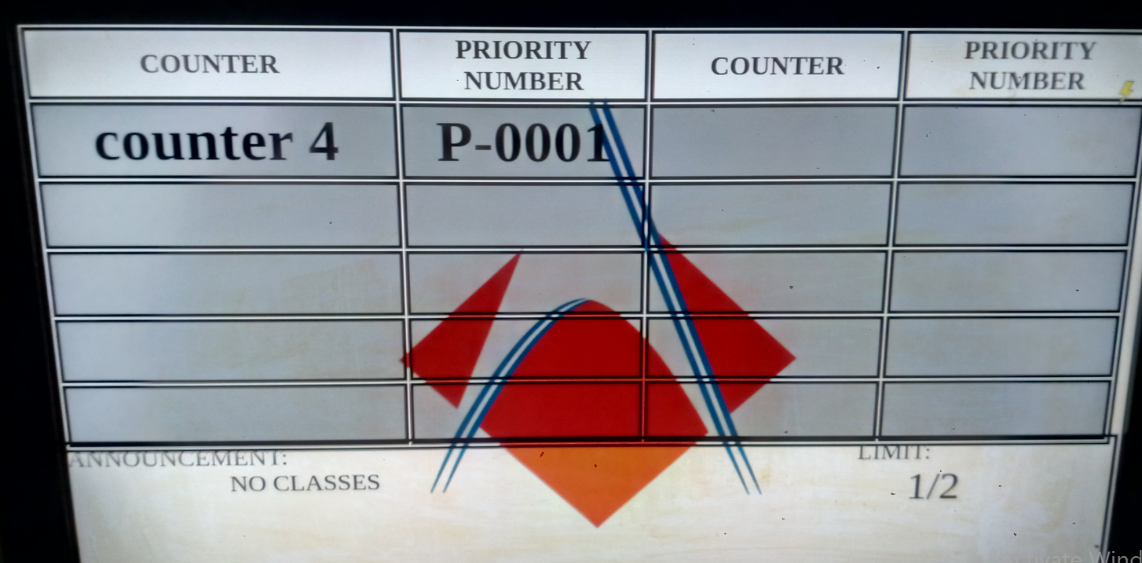 COUNTER
PRIORITY
NUMBER
COUNTER
PRIORITY
NUMBER
counter 4
P-0001
ANNOUNCEMENT:
NO CLASSES
LIMIT:
1/2